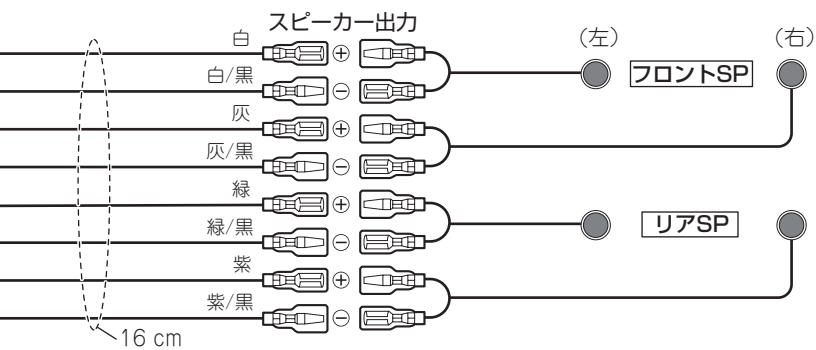 スピーカー出力
白 ⊕
白/黒 ⊖
灰 ⊕
灰/黒 ⊖
緑 ⊕
緑/黒 ⊖
紫 ⊕
紫/黒 ⊖
16 cm
(左) (右)
フロントSP
リアSP